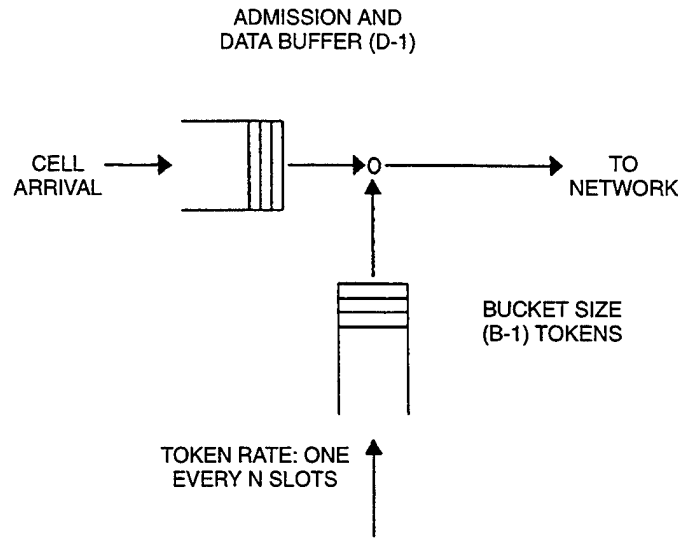 ADMISSION AND
DATA BUFFER (D-1)
CELL
ARRIVAL
TO
NETWORK
BUCKET SIZE
(B-1) TOKENS
TOKEN RATE: ONE
EVERY N SLOTS